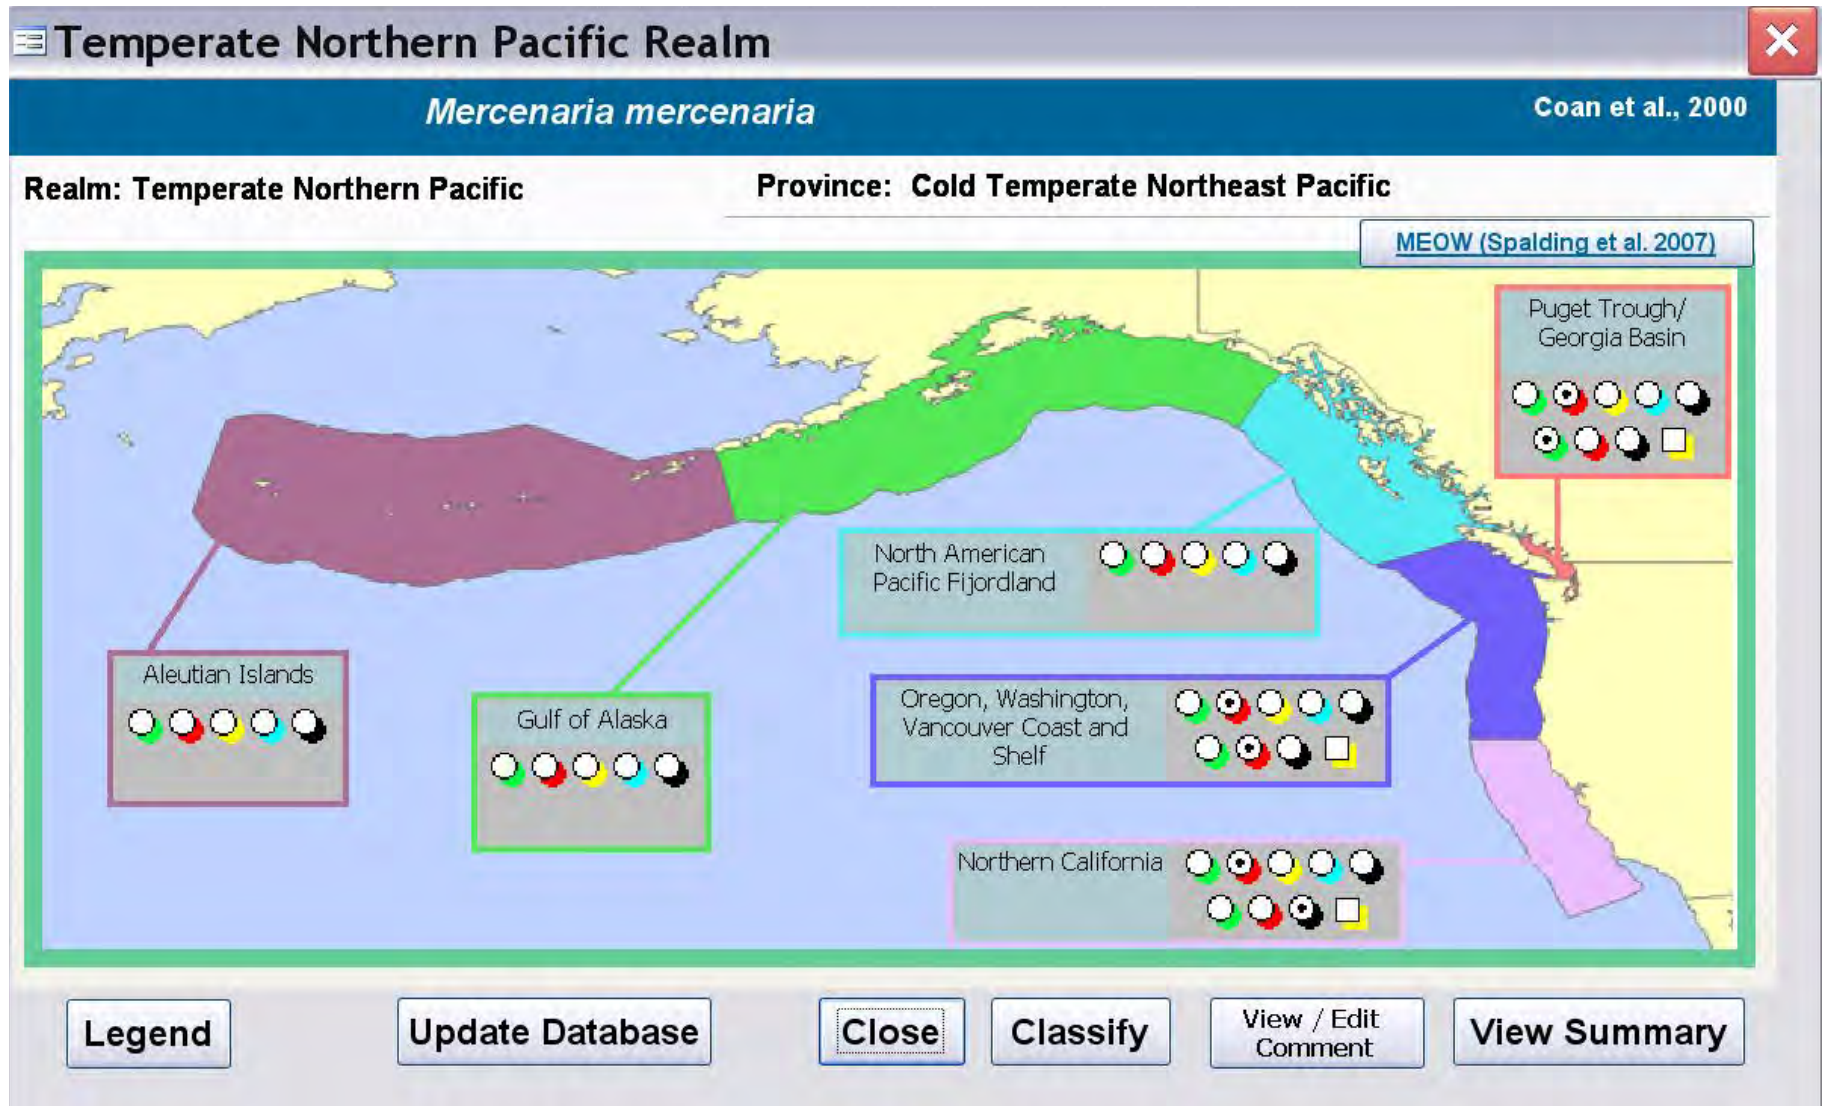 Temperate Northern Pacific Realm
Mercenaria mercenaria
Coan et al., 2000
Realm: Temperate Northern Pacific
Province: Cold Temperate Northeast Pacific
MEOW (Spalding et al. 2007)
Puget Trough/
Georgia Basin
North American
Pacific Fijordland
Aleutian Islands
Gulf of Alaska
Oregon, Washington,
Vancouver Coast and
Shelf
Northern California
Legend
Update Database
Close
Classify
View / Edit
Comment
View Summary